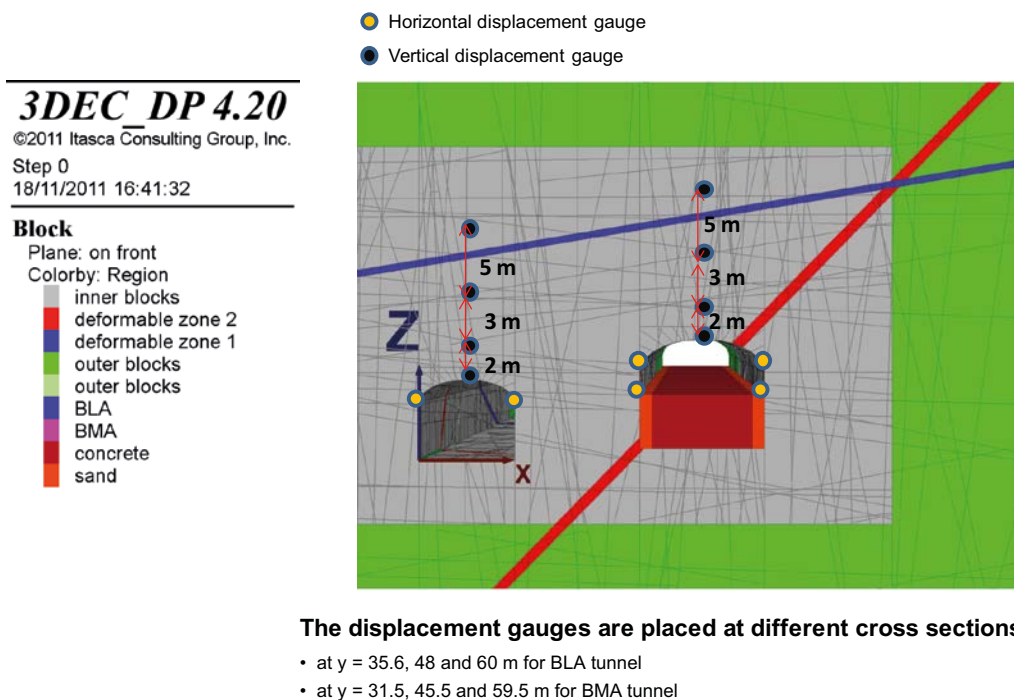 Horizontal displacement gauge
Vertical displacement gauge
3DEC_DP 4.20
©2011 Itasca Consulting Group, Inc.
Step 0
18/11/2011 16:41:32
Block
Plane: on front
Colorby: Region
inner blocks
deformable zone 2
deformable zone 1
outer blocks
outer blocks
BLA
BMA
concrete
sand
5 m
5 m
3 m
3 m
2 m
2 m
Z
X
The displacement gauges are placed at different cross sections
• at y = 35.6, 48 and 60 m for BLA tunnel
• at y = 31.5, 45.5 and 59.5 m for BMA tunnel